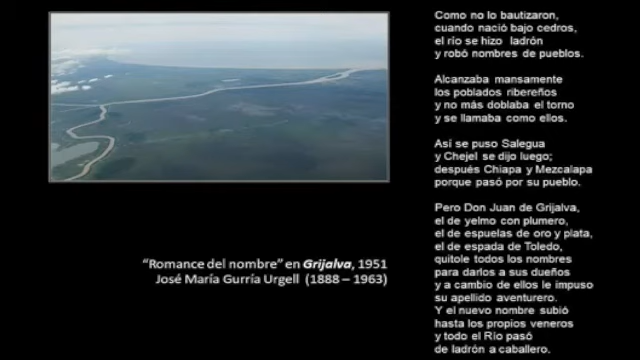 Como no lo bautizaron,
cuando nació bajo cedros,
el río se hizo ladrón
y robó nombres de pueblos.
Alcanzaba mansamente
los poblados ribereños
y no más doblaba el torno
y se llamaba como ellos.
Así se puso Salegua
y Chejel se dijo luego;
después Chiapa y Mezcalapa
porque pasó por su pueblo.
Pero Don Juan de Grijalva,
el de yelmo con plumero,
el de espuelas de oro y plata,
el de espada de Toledo,
quitole todos los nombres
para darlos a sus dueños
y a cambio de ellos le impuso
su apellido aventurero.
Y el nuevo nombre subió
hasta los propios veneros
y todo el Río pasó
de ladrón a caballero.
“Romance del nombre” en Grijalva, 1951
José María Gurría Urgell (1888 – 1963)